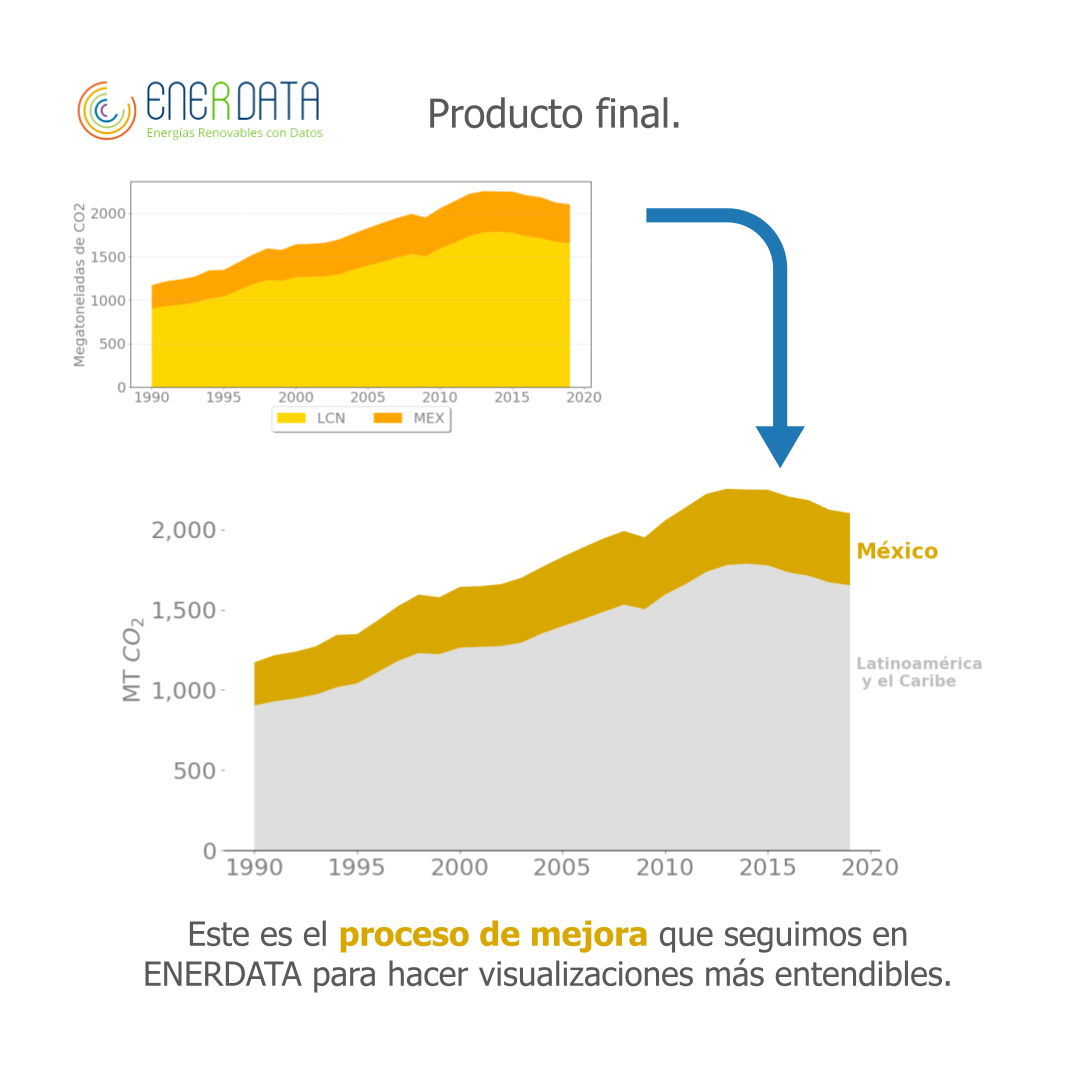 ENERDATA
Energías Renovables con Datos
Producto final.
Megatoneladas de CO2
2000
1500
1000
500
0
1990 1995 2000 2005 2010 2015 2020
LCN MEX
MT CO₂
2,000
1,500
1,000
500
0
México
Latinoamérica
y el Caribe
1990 1995 2000 2005 2010 2015 2020
Este es el proceso de mejora que seguimos en
ENERDATA para hacer visualizaciones más entendibles.